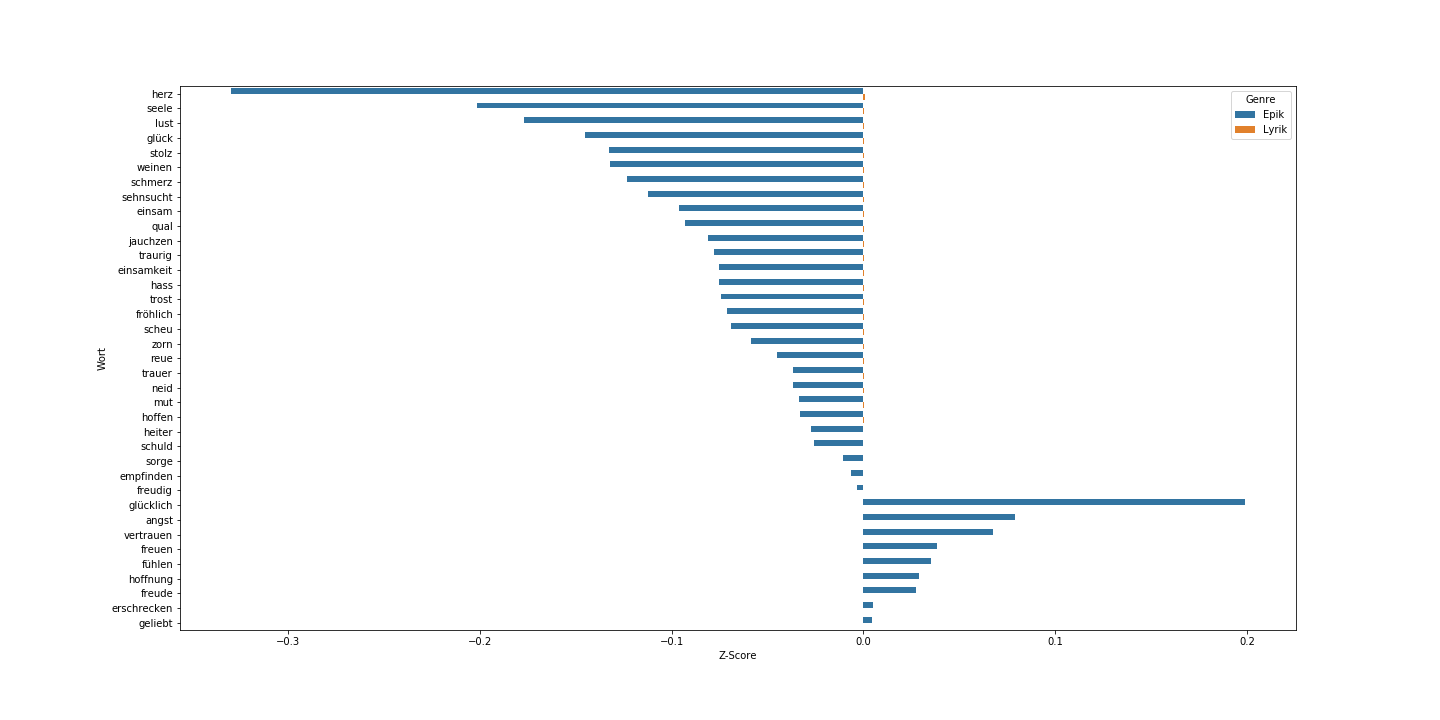 Genre
Epik
Lyrik
herz
seele
lust
glück
stolz
weinen
schmerz
sehnsucht
einsam
qual
jauchzen
traurig
einsamkeit
hass
trost
fröhlich
scheu
zorn
reue
trauer
neid
mut
hoffen
heiter
schuld
sorge
empfinden
freudig
glücklich
angst
vertrauen
freuen
fühlen
hoffnung
freude
erschrecken
geliebt
Wort
−0.3 −0.2 −0.1 0.0 0.1 0.2
Z-Score